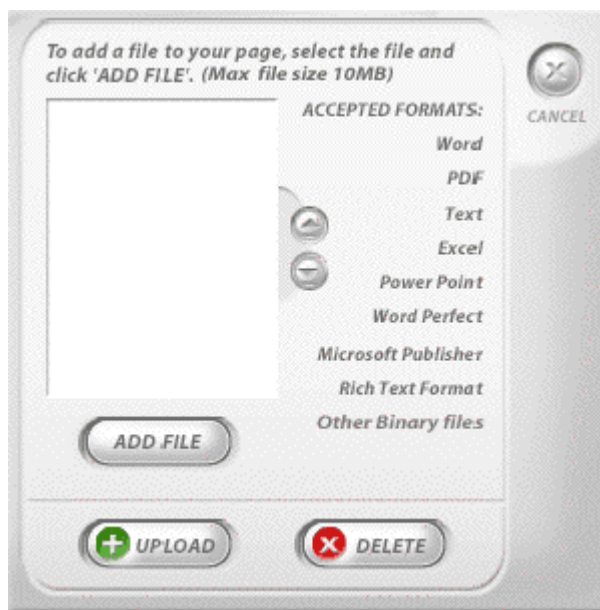 To add a file to your page, select the file and
click 'ADD FILE'. (Max file size 10MB)
CANCEL
ACCEPTED FORMATS:
Word
PDF
Text
Excel
Power Point
Word Perfect
Microsoft Publisher
Rich Text Format
Other Binary files
ADD FILE
UPLOAD
DELETE